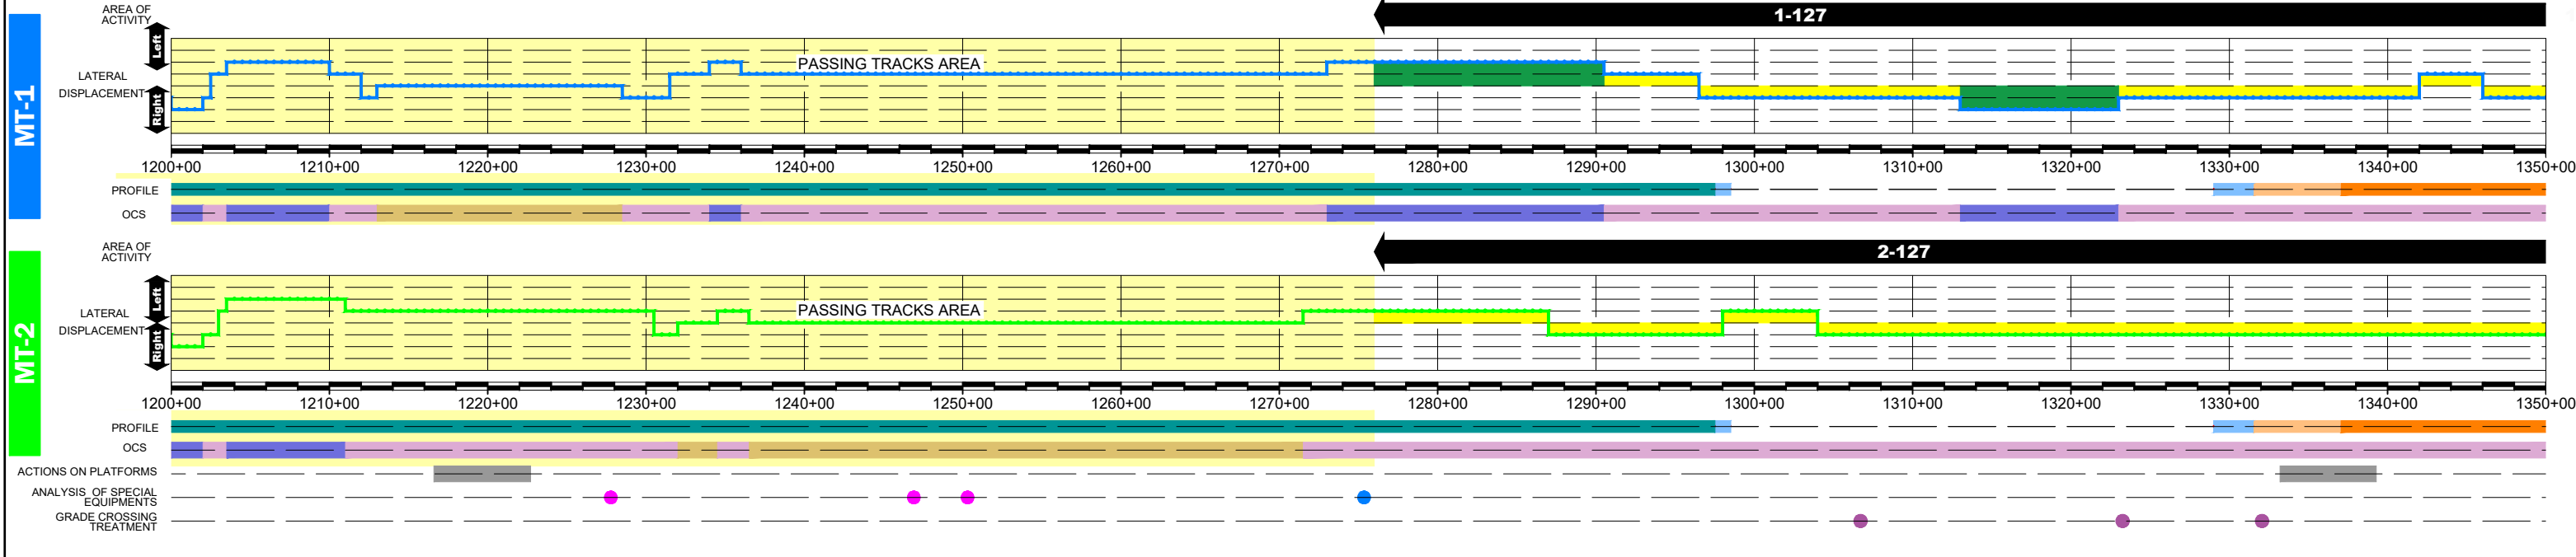 MT-1
AREA OF
ACTIVITY
1-127
Left
LATERAL
DISPLACEMENT
Right
PASSING TRACKS AREA
1200+00 1210+00 1220+00 1230+00 1240+00 1250+00 1260+00 1270+00 1280+00 1290+00 1300+00 1310+00 1320+00 1330+00 1340+00 1350+00
PROFILE
OCS
MT-2
AREA OF
ACTIVITY
2-127
Left
LATERAL
DISPLACEMENT
Right
PASSING TRACKS AREA
1200+00 1210+00 1220+00 1230+00 1240+00 1250+00 1260+00 1270+00 1280+00 1290+00 1300+00 1310+00 1320+00 1330+00 1340+00 1350+00
PROFILE
OCS
ACTIONS ON PLATFORMS
ANALYSIS OF SPECIAL
EQUIPMENTS
GRADE CROSSING
TREATMENT